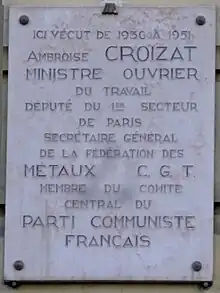 ICI VÉCUT DE 1936 À 1951
AMBROISE CROIZAT
MINISTRE OUVRIER
DU TRAVAIL
DÉPUTÉ DU 1ER SECTEUR
DE PARIS
SECRÉTAIRE GÉNÉRAL
DE LA FÉDÉRATION DES
MÉTAUX C.G.T.
MEMBRE DU COMITÉ
CENTRAL DU
PARTI COMMUNISTE
FRANÇAIS